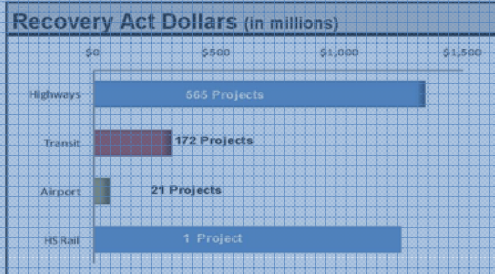 Recovery Act Dollars (in millions)
$0 $500 $1,000 $1,500
Highways 565 Projects
Transit 172 Projects
Airport 21 Projects
HS Rail 1 Project